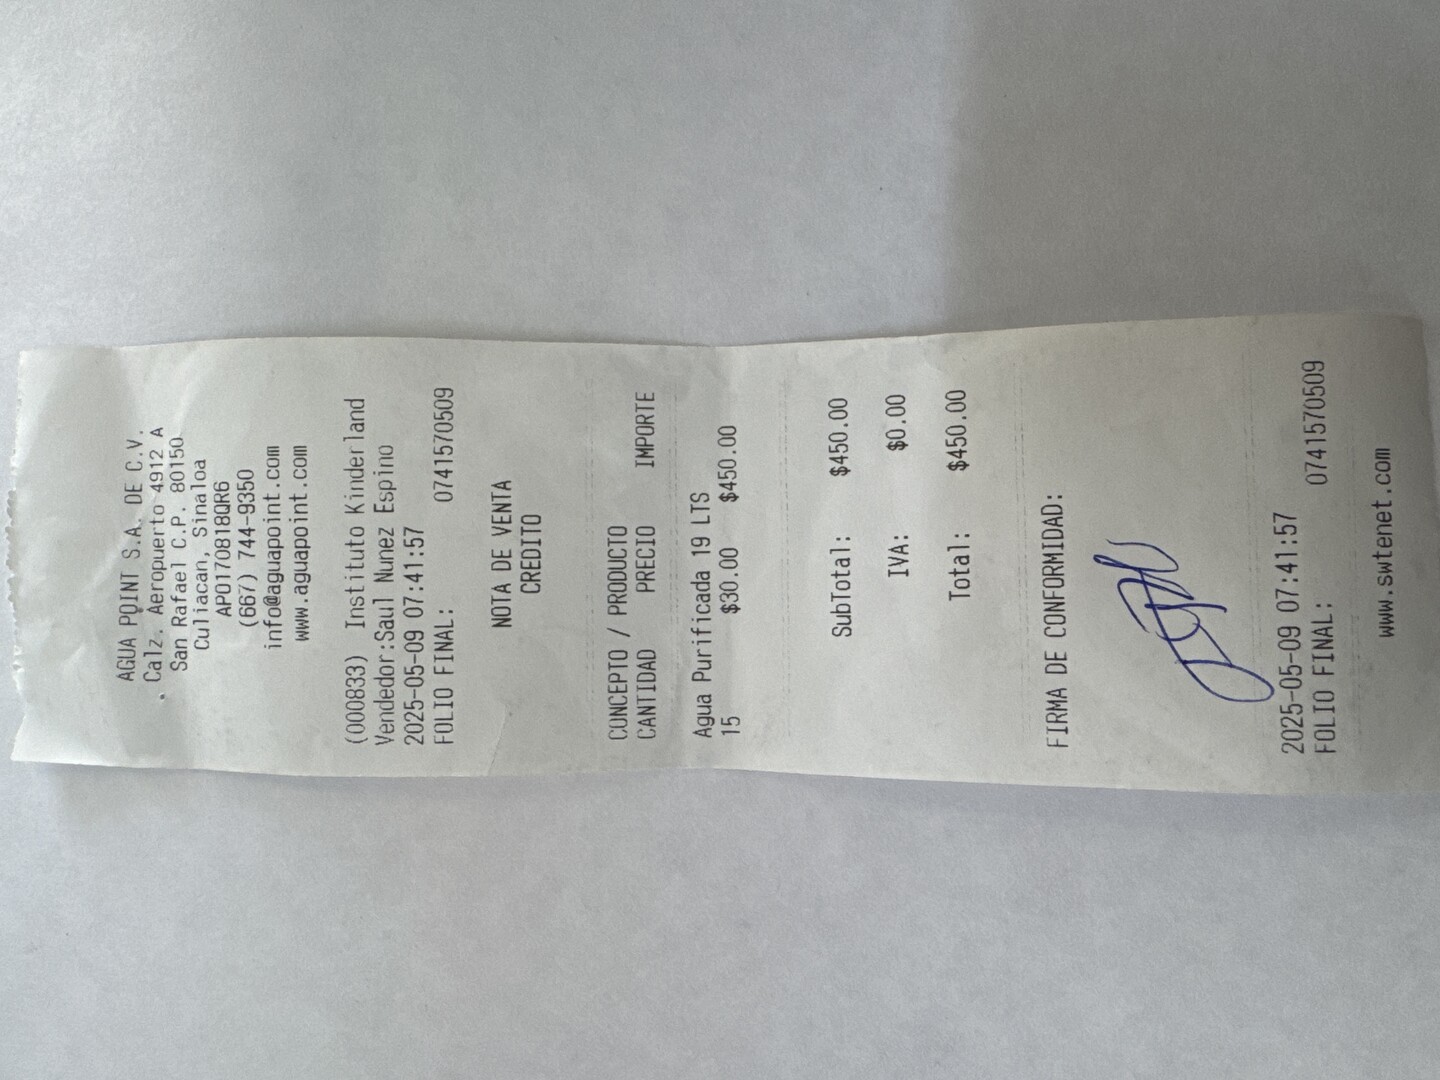 AGUA POINT S.A. DE C.V.
. Calz. Aeropuerto 4912 A
San Rafael C.P. 80150
Culiacan, Sinaloa
APO170818QR6
(667) 744-9350
info@aguapoint.com
www.aguapoint.com
(000833) Instituto Kinderland
Vendedor:Saul Nunez Espino
2025-05-09 07:41:57
FOLIO FINAL: 0741570509
NOTA DE VENTA
CREDITO
CONCEPTO / PRODUCTO
CANTIDAD PRECIO IMPORTE
Agua Purificada 19 LTS
15 $30.00 $450.00
SubTotal: $450.00
IVA: $0.00
Total: $450.00
FIRMA DE CONFORMIDAD:
2025-05-09 07:41:57
FOLIO FINAL: 0741570509
www.swtenet.com